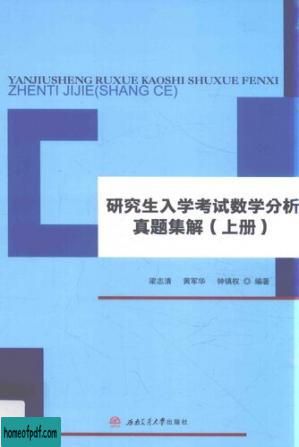 YANJIUSHENG RUXUE KAOSHI SHUXUE FENXI
ZHENTI JIJIE(SHANG CE)
研究生入学考试数学分析
真题集解（上册）
梁志清 黄军华 钟镇权 ◎ 编著
西南交通大学出版社
homeofpdf.com